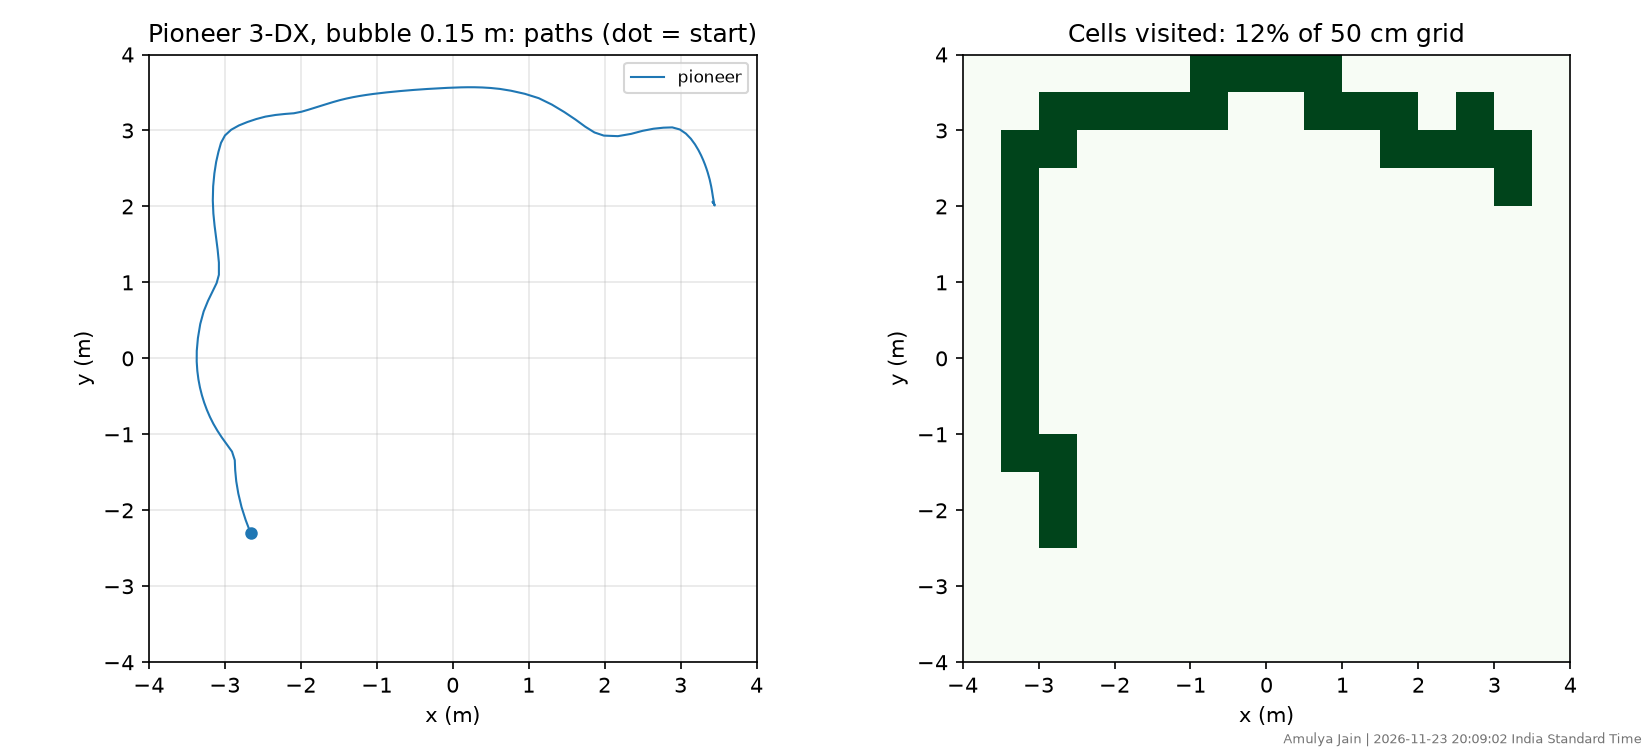 Pioneer 3-DX, bubble 0.15 m: paths (dot = start)
pioneer
4
3
2
1
0
−1
−2
−3
−4
y (m)
−4 −3 −2 −1 0 1 2 3 4
x (m)
Cells visited: 12% of 50 cm grid
4
3
2
1
0
−1
−2
−3
−4
y (m)
−4 −3 −2 −1 0 1 2 3 4
x (m)
Amulya Jain | 2026-11-23 20:09:02 India Standard Time